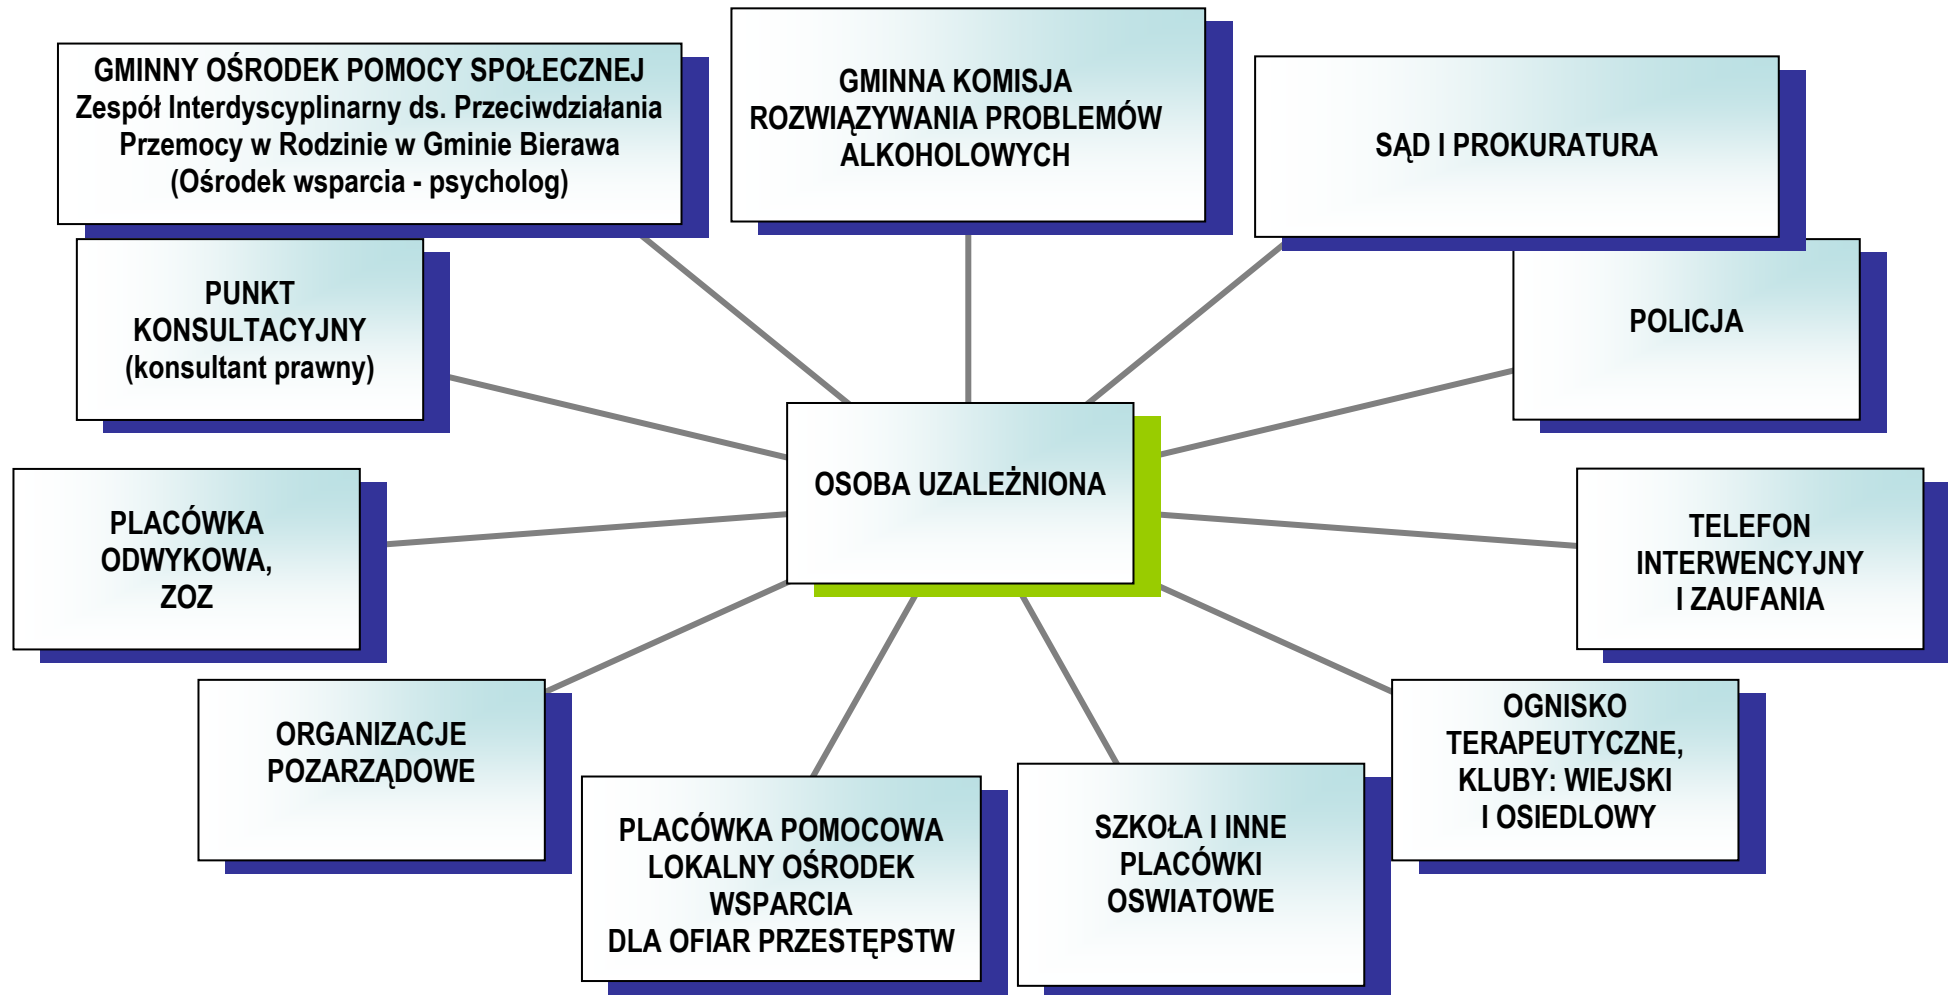 GMINNY OŚRODEK POMOCY SPOŁECZNEJ
Zespół Interdyscyplinarny ds. Przeciwdziałania
Przemocy w Rodzinie w Gminie Bierawa
(Ośrodek wsparcia - psycholog)
GMINNA KOMISJA
ROZWIĄZYWANIA PROBLEMÓW
ALKOHOLOWYCH
SĄD I PROKURATURA
PUNKT
KONSULTACYJNY
(konsultant prawny)
POLICJA
OSOBA UZALEŻNIONA
PLACÓWKA
ODWYKOWA,
ZOZ
TELEFON
INTERWENCYJNY
I ZAUFANIA
ORGANIZACJE
POZARZĄDOWE
PLACÓWKA POMOCOWA
LOKALNY OŚRODEK
WSPARCIA
DLA OFIAR PRZESTĘPSTW
SZKOŁA I INNE
PLACÓWKI
OSWIATOWE
OGNISKO
TERAPEUTYCZNE,
KLUBY: WIEJSKI
I OSIEDLOWY